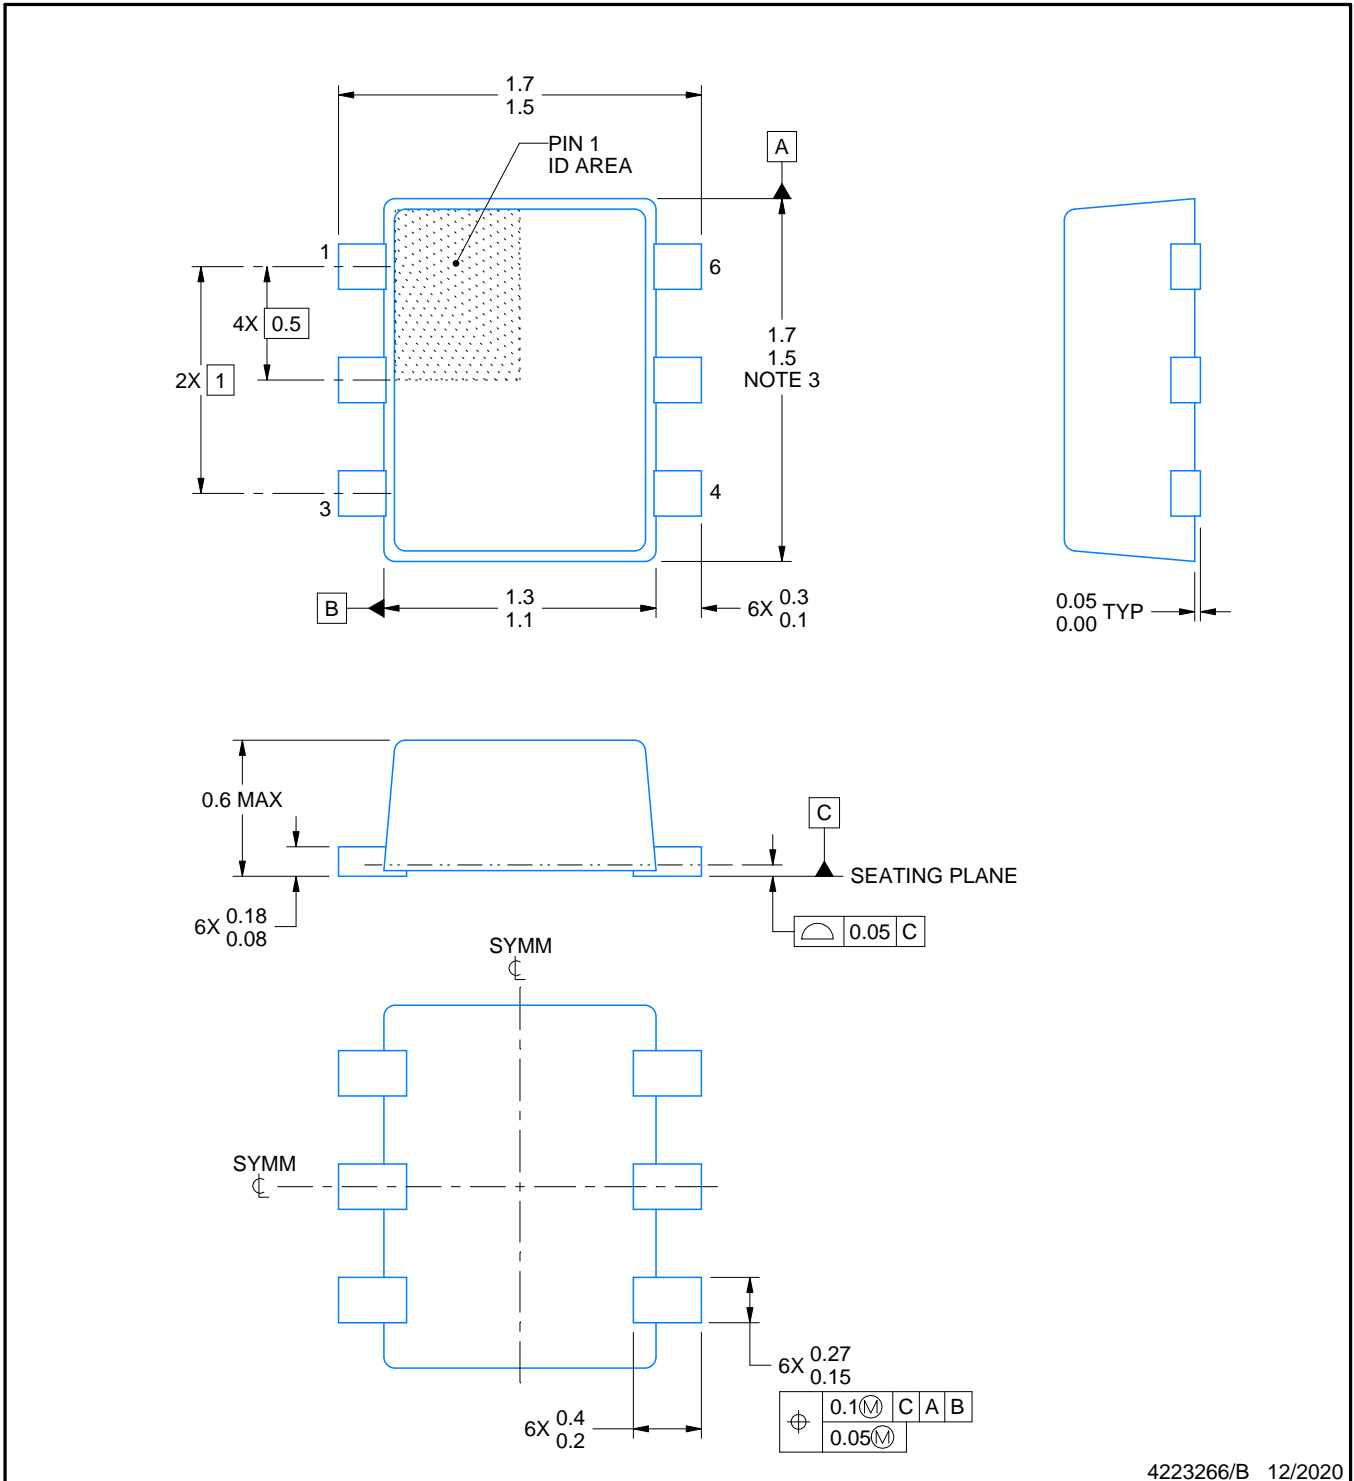 1.7
1.5
PIN 1
ID AREA
A
1
6
4X 0.5
1.7
1.5
NOTE 3
2X 1
3
4
B
1.3
1.1
6X 0.3
0.1
0.05
0.00 TYP
0.6 MAX
C
SEATING PLANE
6X 0.18
0.08
0.05 C
SYMM
SYMM
6X 0.27
0.15
0.1Ⓜ C A B
0.05Ⓜ
6X 0.4
0.2
4223266/B 12/2020